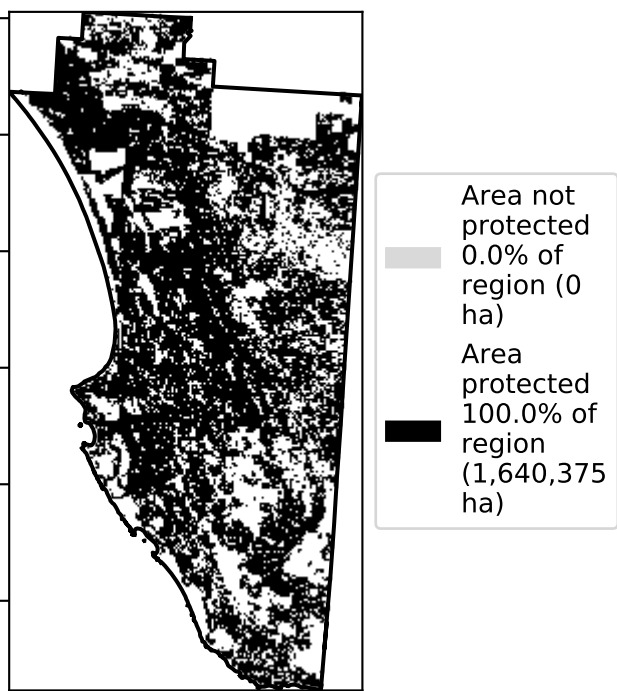 Area not
protected
0.0% of
region (0
ha)
Area
protected
100.0% of
region
(1,640,375
ha)